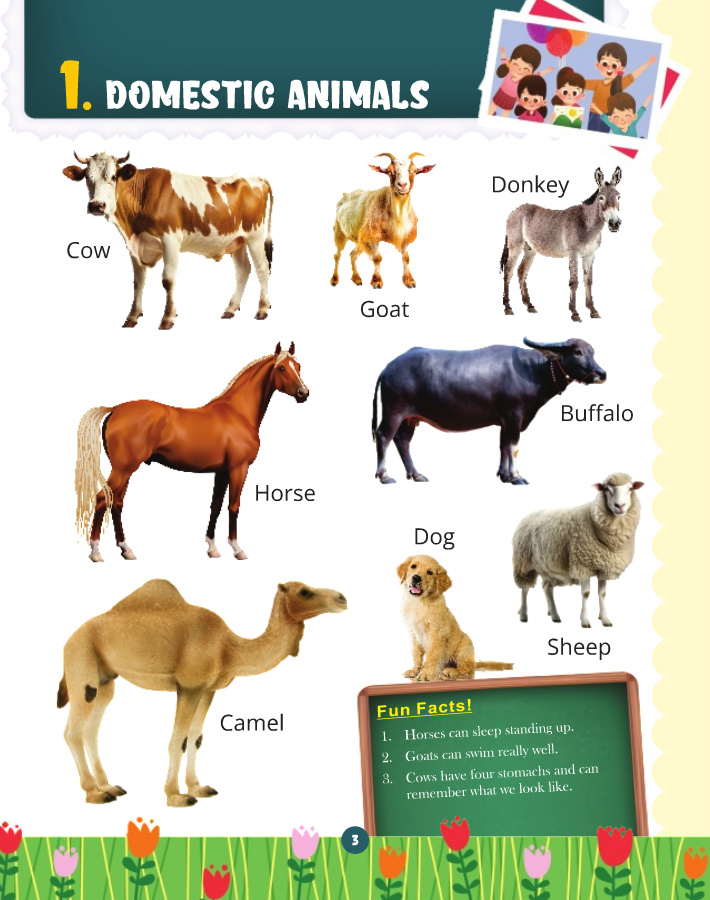 1. DOMESTIC ANIMALS
Cow
Goat
Donkey
Horse
Buffalo
Dog
Sheep
Camel
Fun Facts!
1. Horses can sleep standing up.
2. Goats can swim really well.
3. Cows have four stomachs and can
remember what we look like.
3